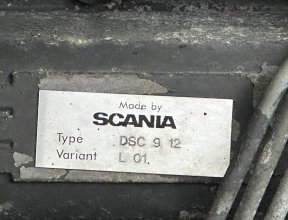 Made by
SCANIA
Type DSC 9 12
Variant L 01